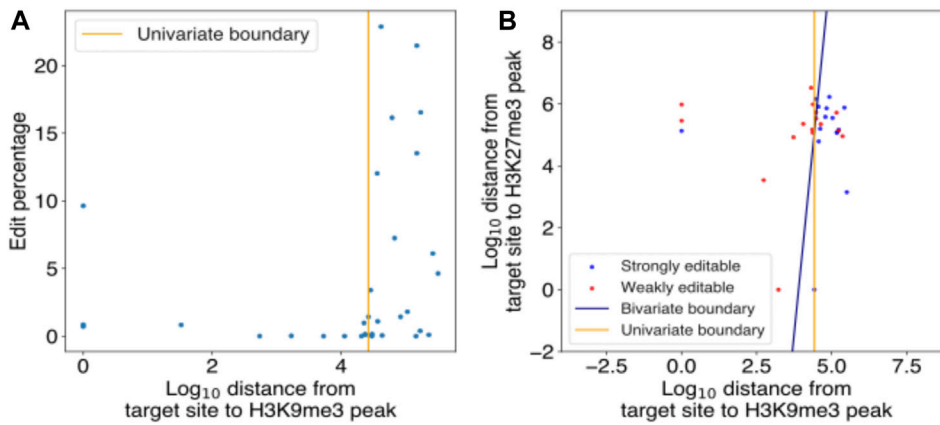 A
Univariate boundary
Edit percentage
20
15
10
5
0
0
2
4
Log10 distance from
target site to H3K9me3 peak
B
Log10 distance from
target site to H3K27me3 peak
8
6
4
2
0
−2
Strongly editable
Weakly editable
Bivariate boundary
Univariate boundary
−2.5
0.0
2.5
5.0
7.5
Log10 distance from
target site to H3K9me3 peak